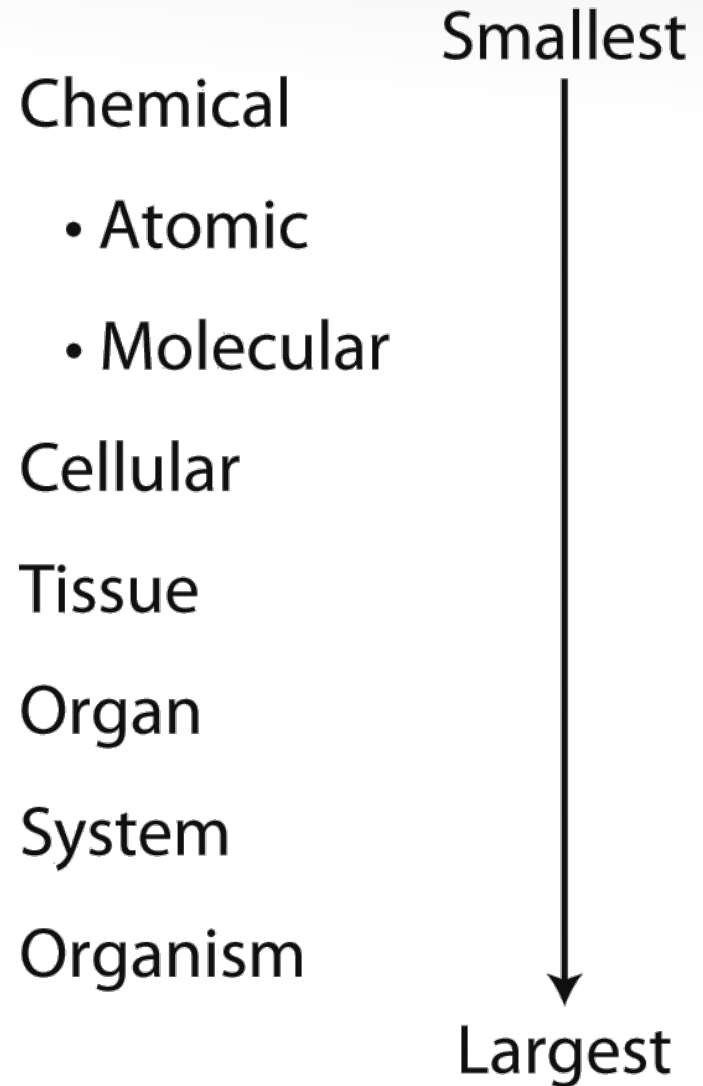 Smallest
Chemical
• Atomic
• Molecular
Cellular
Tissue
Organ
System
Organism
Largest